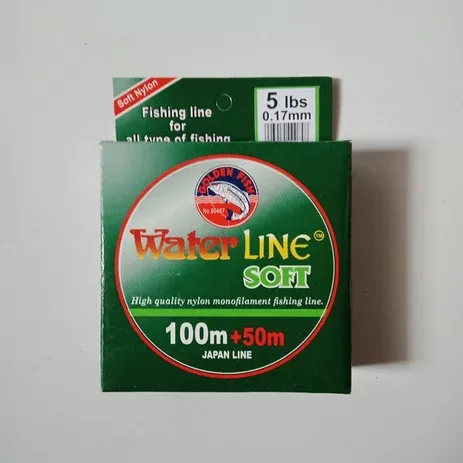 Soft Nylon
Fishing line
for
all type of fishing
5 lbs
0.17mm
GOLDEN FISH
Water LINE™
SOFT
High quality nylon monofilament fishing line.
100m+50m
JAPAN LINE